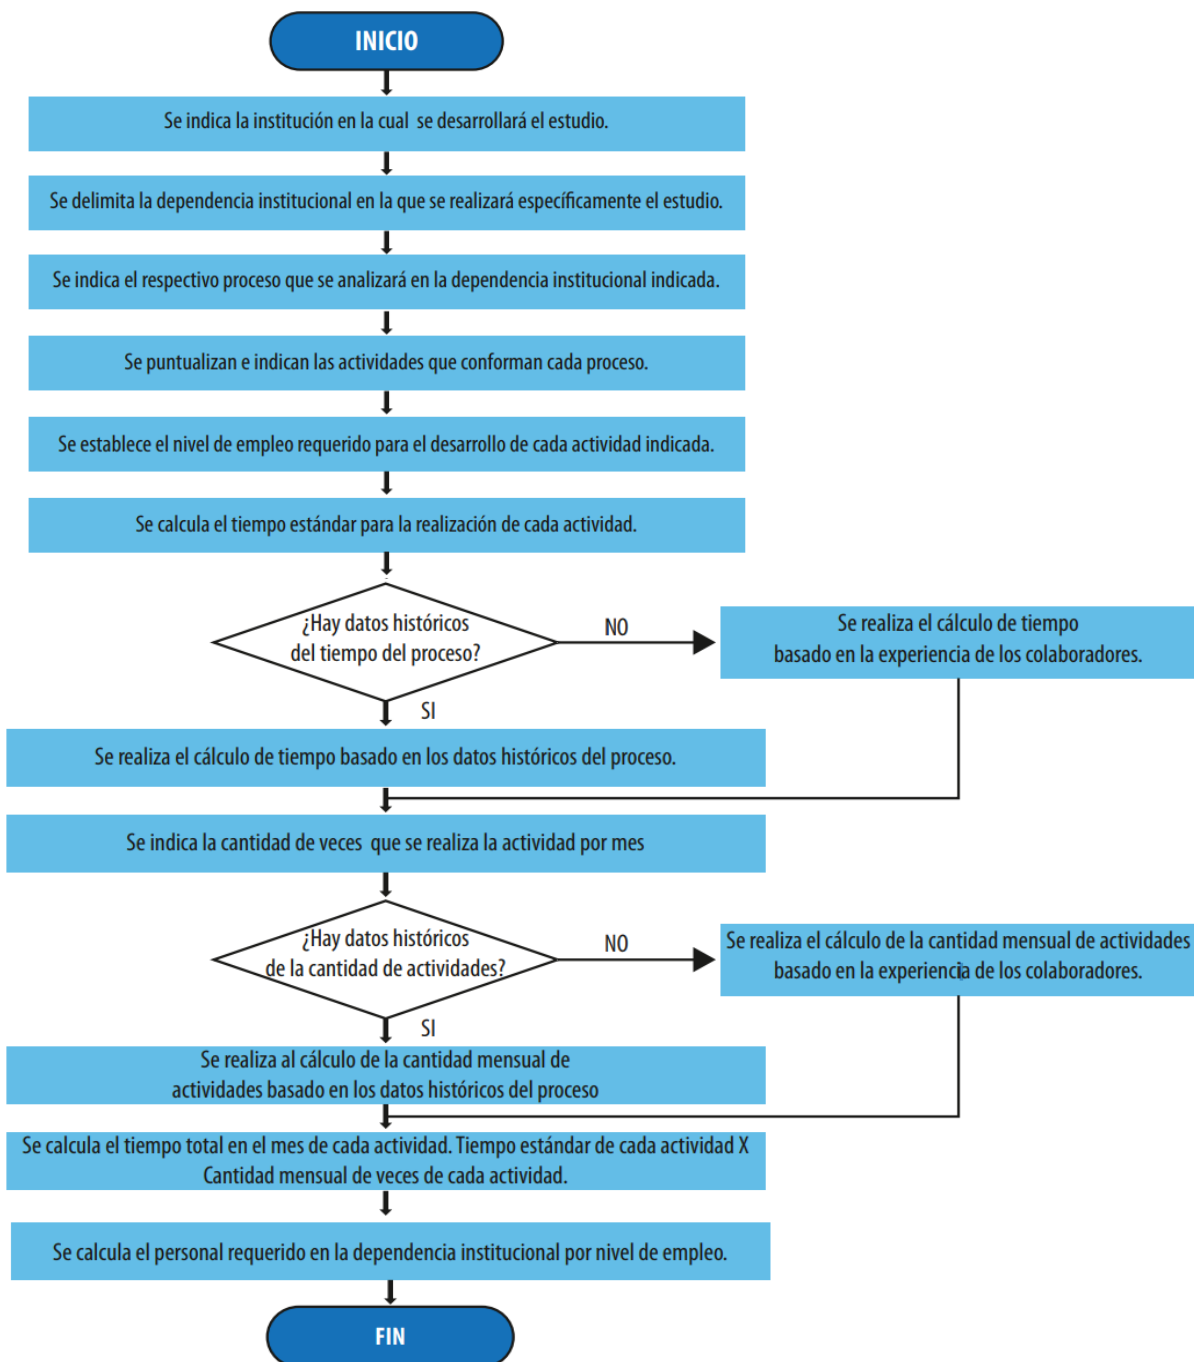 INICIO
Se indica la institución en la cual se desarrollará el estudio.
Se delimita la dependencia institucional en la que se realizará específicamente el estudio.
Se indica el respectivo proceso que se analizará en la dependencia institucional indicada.
Se puntualizan e indican las actividades que conforman cada proceso.
Se establece el nivel de empleo requerido para el desarrollo de cada actividad indicada.
Se calcula el tiempo estándar para la realización de cada actividad.
¿Hay datos históricos
del tiempo del proceso?
NO
Se realiza el cálculo de tiempo
basado en la experiencia de los colaboradores.
SI
Se realiza el cálculo de tiempo basado en los datos históricos del proceso.
Se indica la cantidad de veces que se realiza la actividad por mes
¿Hay datos históricos
de la cantidad de actividades?
NO
Se realiza el cálculo de la cantidad mensual de actividades
basado en la experiencia de los colaboradores.
SI
Se realiza al cálculo de la cantidad mensual de
actividades basado en los datos históricos del proceso
Se calcula el tiempo total en el mes de cada actividad. Tiempo estándar de cada actividad X
Cantidad mensual de veces de cada actividad.
Se calcula el personal requerido en la dependencia institucional por nivel de empleo.
FIN